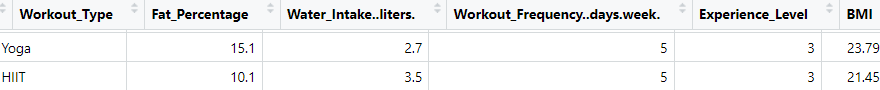 Workout_Type Fat_Percentage Water_Intake..liters. Workout_Frequency..days.week. Experience_Level BMI
Yoga 15.1 2.7 5 3 23.79
HIIT 10.1 3.5 5 3 21.45